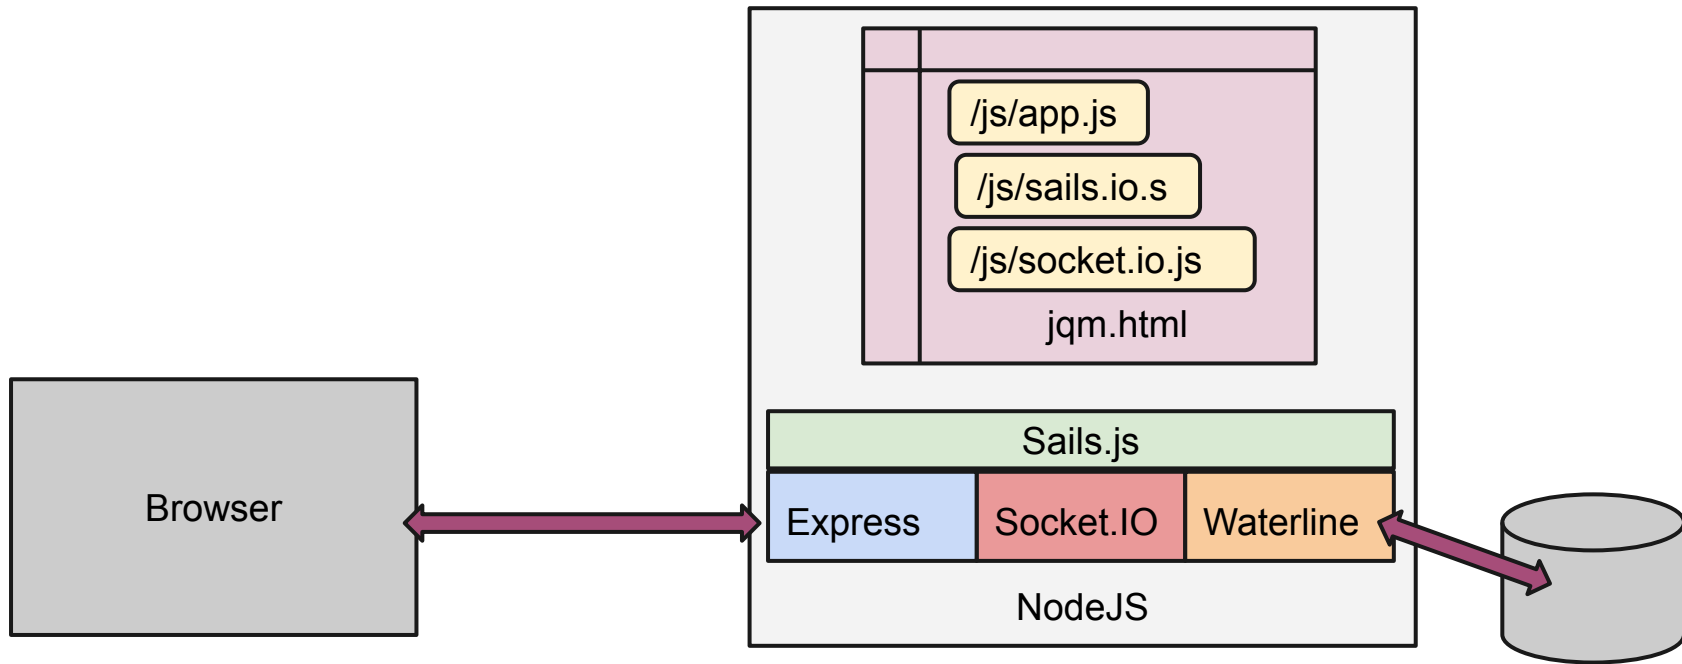 /js/app.js
/js/sails.io.s
/js/socket.io.js
jqm.html
Sails.js
Browser
Express
Socket.IO
Waterline
NodeJS